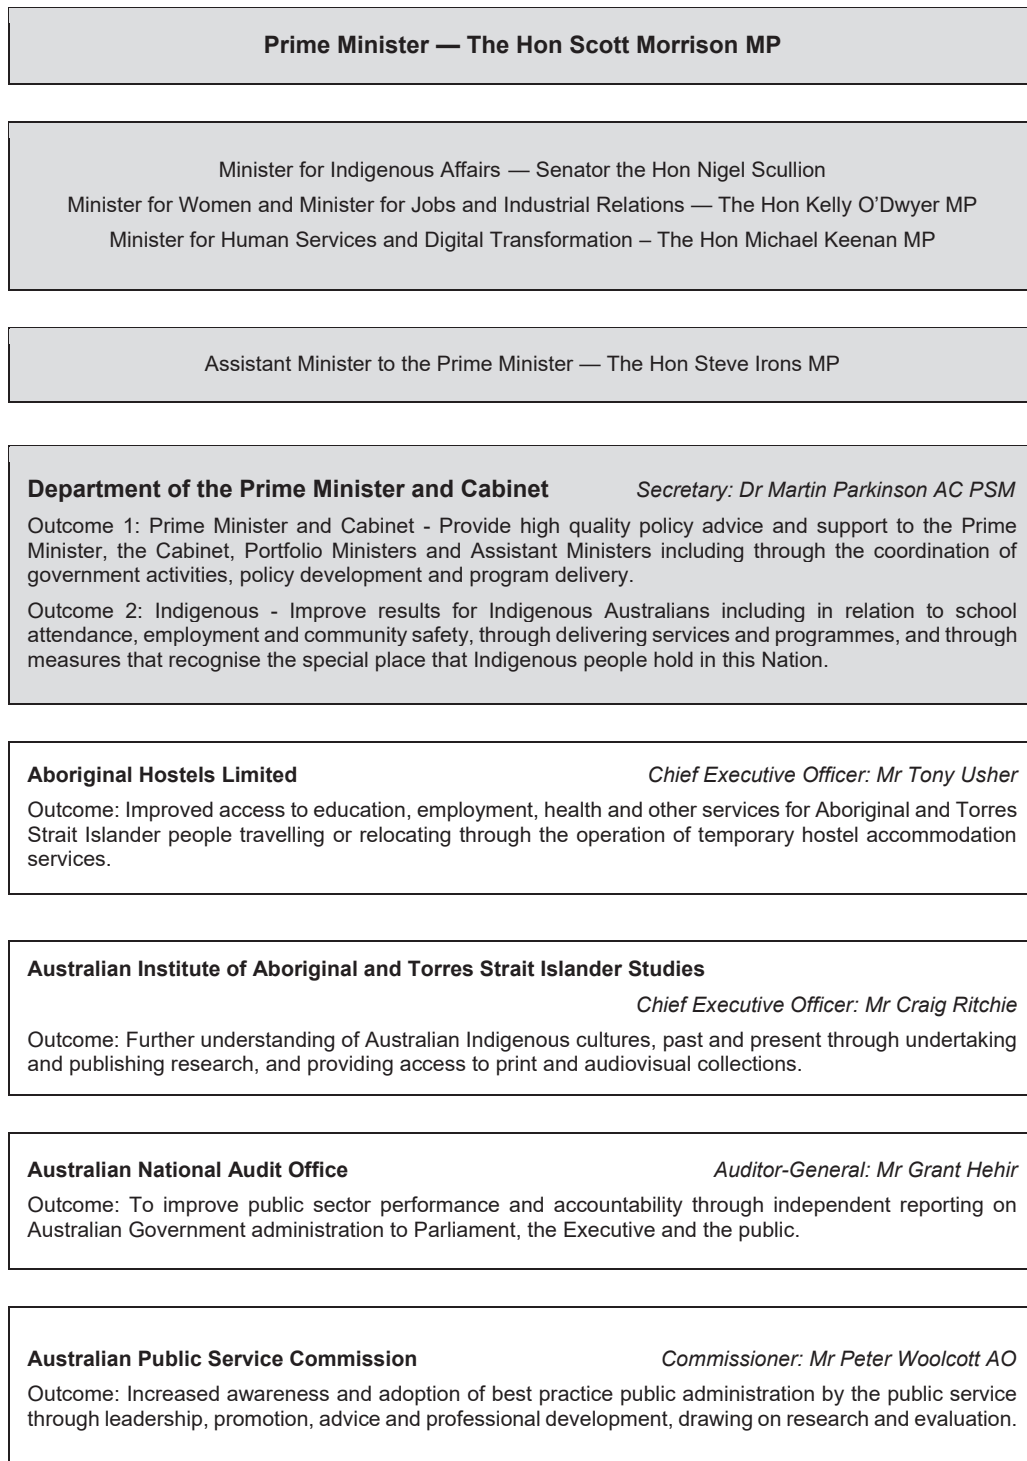 Prime Minister — The Hon Scott Morrison MP
Minister for Indigenous Affairs — Senator the Hon Nigel Scullion
Minister for Women and Minister for Jobs and Industrial Relations — The Hon Kelly O’Dwyer MP
Minister for Human Services and Digital Transformation – The Hon Michael Keenan MP
Assistant Minister to the Prime Minister — The Hon Steve Irons MP
Department of the Prime Minister and Cabinet Secretary: Dr Martin Parkinson AC PSM
Outcome 1: Prime Minister and Cabinet - Provide high quality policy advice and support to the Prime
Minister, the Cabinet, Portfolio Ministers and Assistant Ministers including through the coordination of
government activities, policy development and program delivery.
Outcome 2: Indigenous - Improve results for Indigenous Australians including in relation to school
attendance, employment and community safety, through delivering services and programmes, and through
measures that recognise the special place that Indigenous people hold in this Nation.
Aboriginal Hostels Limited Chief Executive Officer: Mr Tony Usher
Outcome: Improved access to education, employment, health and other services for Aboriginal and Torres
Strait Islander people travelling or relocating through the operation of temporary hostel accommodation
services.
Australian Institute of Aboriginal and Torres Strait Islander Studies
Chief Executive Officer: Mr Craig Ritchie
Outcome: Further understanding of Australian Indigenous cultures, past and present through undertaking
and publishing research, and providing access to print and audiovisual collections.
Australian National Audit Office Auditor-General: Mr Grant Hehir
Outcome: To improve public sector performance and accountability through independent reporting on
Australian Government administration to Parliament, the Executive and the public.
Australian Public Service Commission Commissioner: Mr Peter Woolcott AO
Outcome: Increased awareness and adoption of best practice public administration by the public service
through leadership, promotion, advice and professional development, drawing on research and evaluation.